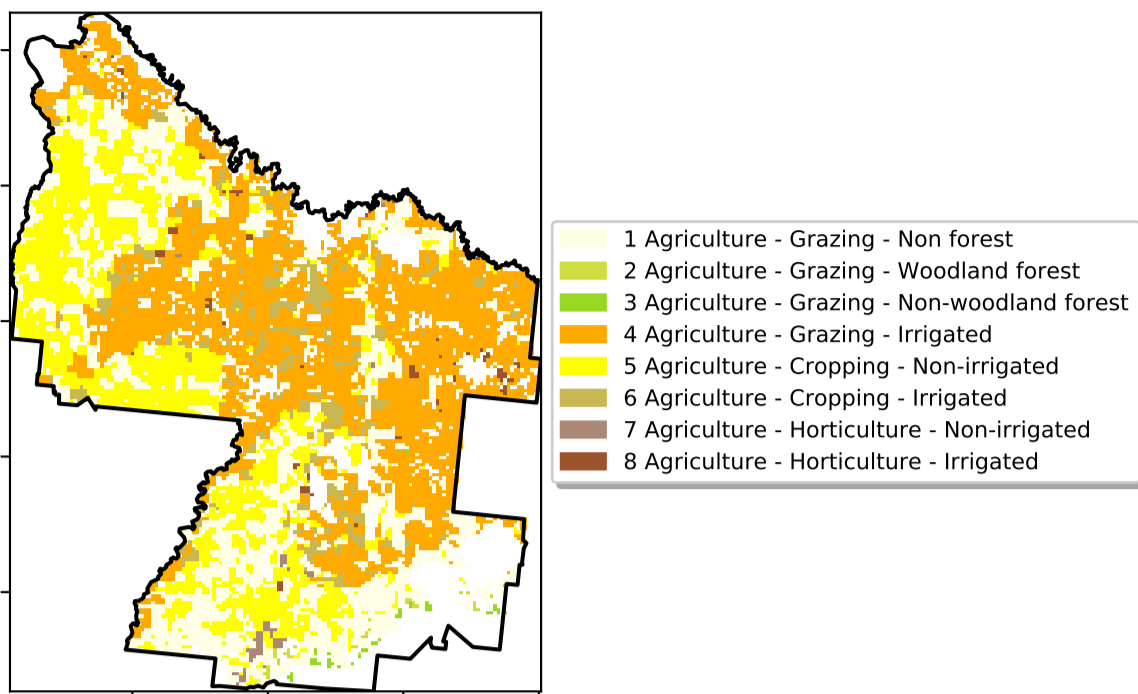 1 Agriculture - Grazing - Non forest
2 Agriculture - Grazing - Woodland forest
3 Agriculture - Grazing - Non-woodland forest
4 Agriculture - Grazing - Irrigated
5 Agriculture - Cropping - Non-irrigated
6 Agriculture - Cropping - Irrigated
7 Agriculture - Horticulture - Non-irrigated
8 Agriculture - Horticulture - Irrigated